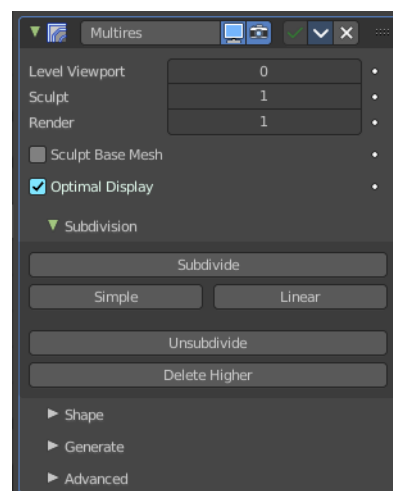 Multires
Level Viewport 0
Sculpt 1
Render 1
Sculpt Base Mesh
Optimal Display
Subdivision
Subdivide
Simple Linear
Unsubdivide
Delete Higher
Shape
Generate
Advanced